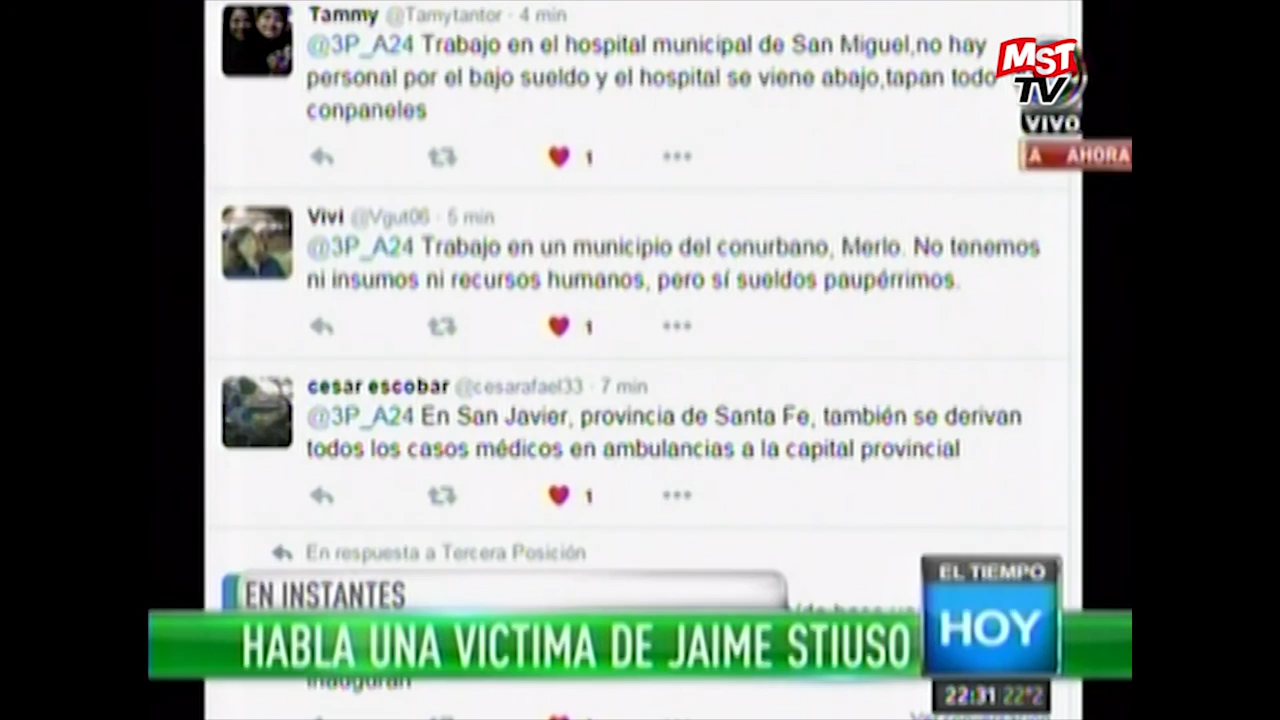 Tammy @Tamytantor · 4 min
@3P_A24 Trabajo en el hospital municipal de San Miguel,no hay
personal por el bajo sueldo y el hospital se viene abajo,tapan todo
conpaneles
1
MST
TV
VIVO
A AHORA
Vivi @Vgut06 · 5 min
@3P_A24 Trabajo en un municipio del conurbano, Merlo. No tenemos
ni insumos ni recursos humanos, pero sí sueldos paupérrimos.
1
cesar escobar @cesarafael33 · 7 min
@3P_A24 En San Javier, provincia de Santa Fe, también se derivan
todos los casos médicos en ambulancias a la capital provincial
1
En respuesta a Tercera Posición
EN INSTANTES
HABLA UNA VICTIMA DE JAIME STIUSO
EL TIEMPO
HOY
22:31 22°2
inauguran